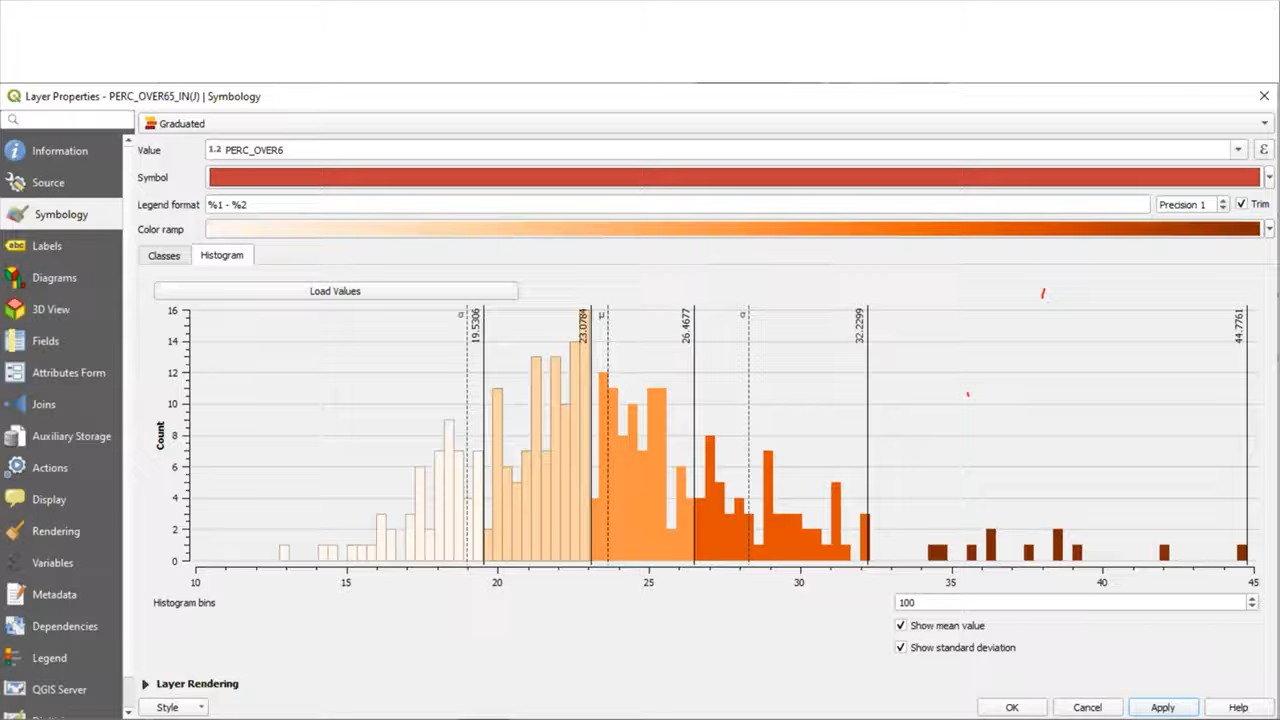 Layer Properties - PERC_OVER65_IN(J) | Symbology
Graduated
Information
Value
1.2 PERC_OVER6
ε
Source
Symbol
Symbology
Legend format
%1 - %2
Precision 1
Trim
Color ramp
abc Labels
Classes
Histogram
Diagrams
Load Values
3D View
Fields
Attributes Form
Joins
Auxiliary Storage
Actions
Display
Rendering
Variables
Metadata
Dependencies
Legend
QGIS Server
16
14
12
10
8
6
4
2
0
Count
σ
19.5306
23.0784
μ
26.4677
σ
32.2299
44.7761
10 15 20 25 30 35 40 45
Histogram bins
100
Show mean value
Show standard deviation
Layer Rendering
Style
OK
Cancel
Apply
Help